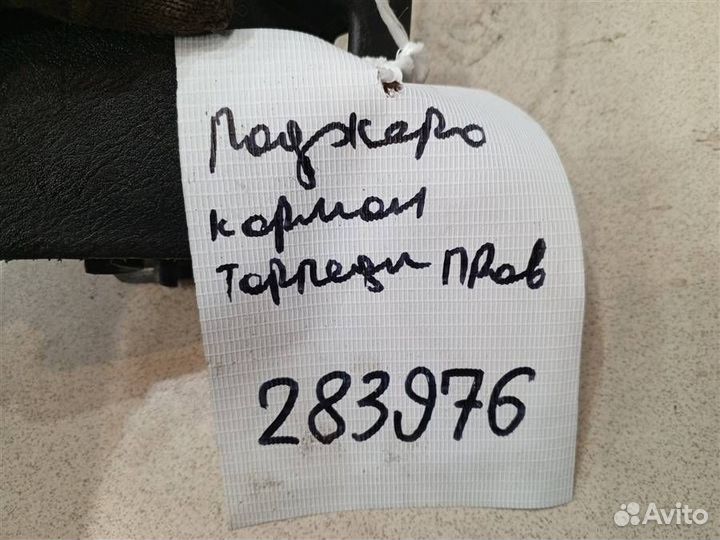 Паджеро
карман
торпеды прав
283976
Avito